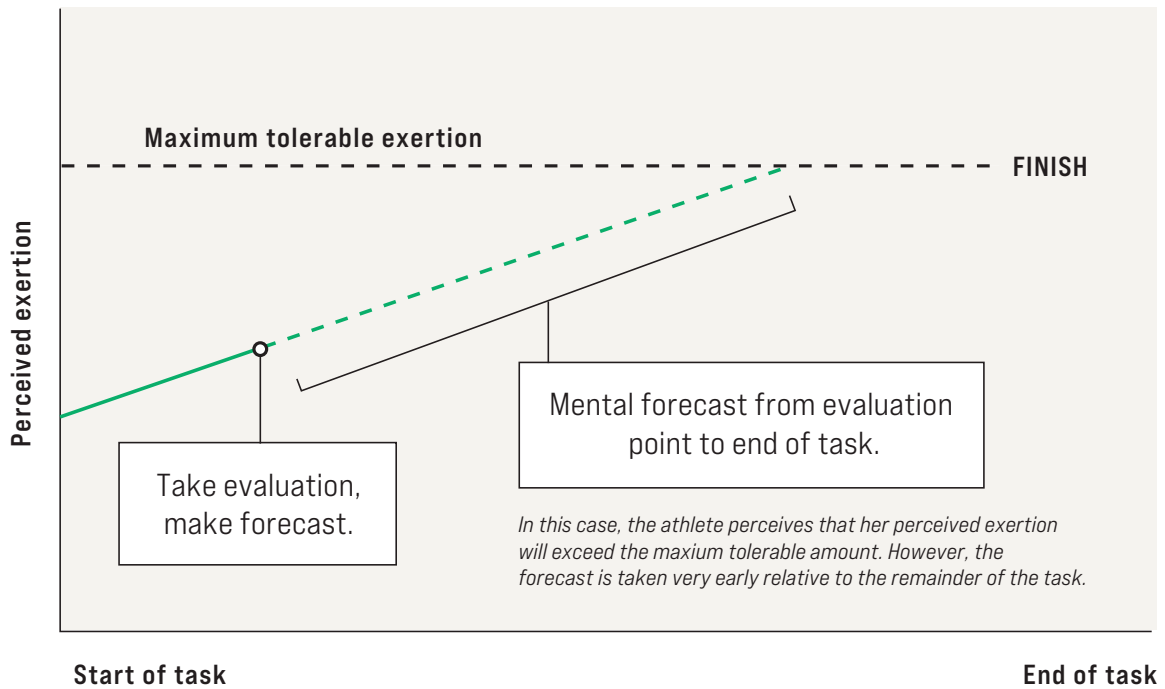 Maximum tolerable exertion
FINISH
Perceived exertion
Take evaluation,
make forecast.
Mental forecast from evaluation
point to end of task.
In this case, the athlete perceives that her perceived exertion
will exceed the maxium tolerable amount. However, the
forecast is taken very early relative to the remainder of the task.
Start of task
End of task